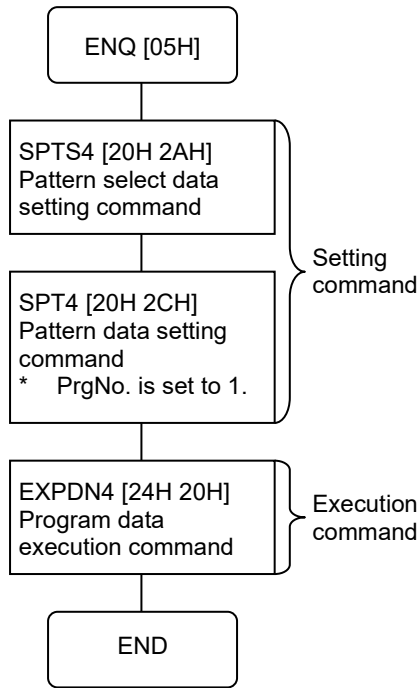 ENQ [05H]
SPTS4 [20H 2AH]
Pattern select data
setting command
Setting
command
SPT4 [20H 2CH]
Pattern data setting
command
* PrgNo. is set to 1.
EXPDN4 [24H 20H]
Program data
execution command
Execution
command
END